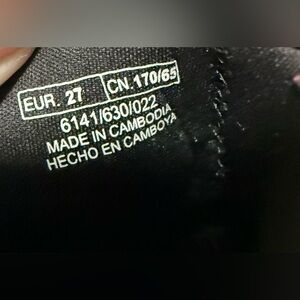 EUR. 27 CN. 170/65
6141/630/022
MADE IN CAMBODIA
HECHO EN CAMBOYA